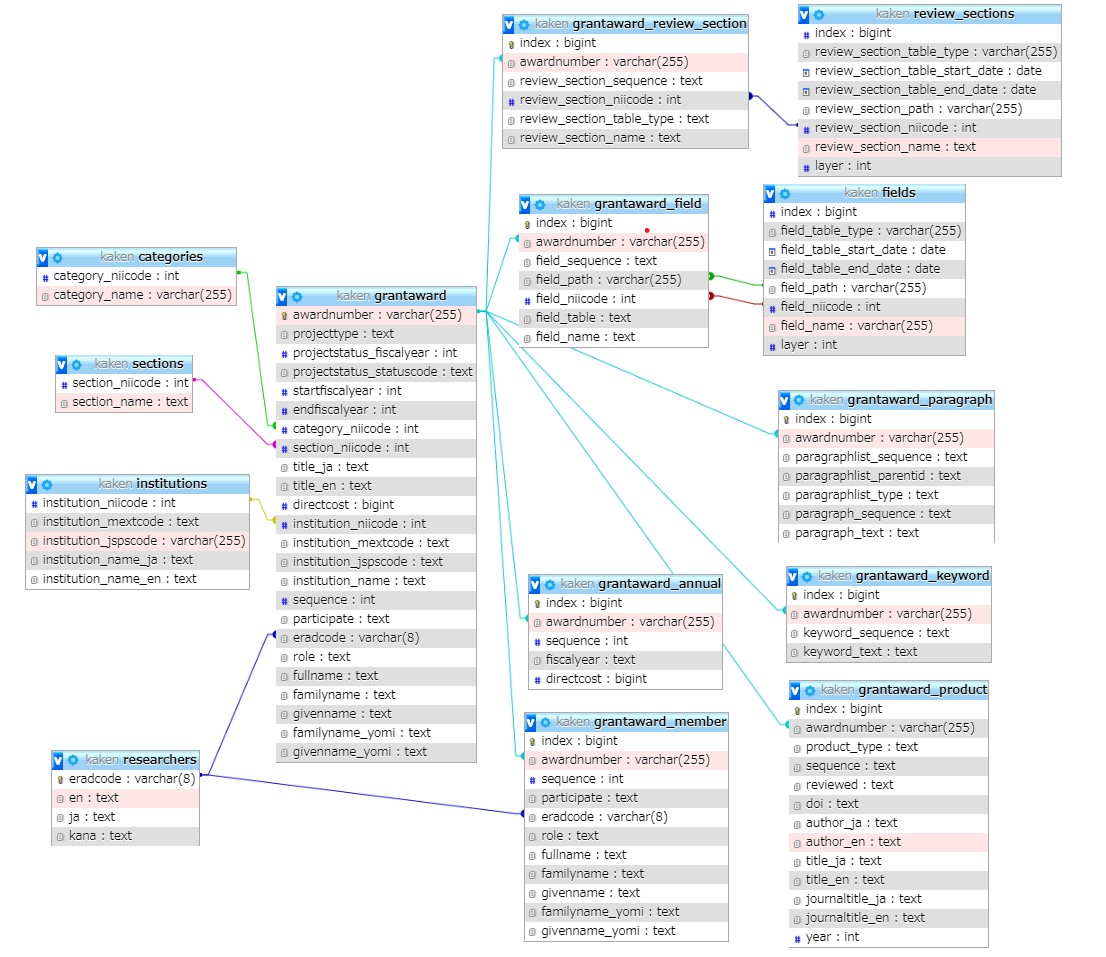 kaken grantaward_review_section
index : bigint
awardnumber : varchar(255)
review_section_sequence : text
review_section_niicode : int
review_section_table_type : text
review_section_name : text
kaken review_sections
index : bigint
review_section_table_type : varchar(255)
review_section_table_start_date : date
review_section_table_end_date : date
review_section_path : varchar(255)
review_section_niicode : int
review_section_name : text
layer : int
kaken grantaward_field
index : bigint
awardnumber : varchar(255)
field_sequence : text
field_path : varchar(255)
field_niicode : int
field_table : text
field_name : text
kaken fields
index : bigint
field_table_type : varchar(255)
field_table_start_date : date
field_table_end_date : date
field_path : varchar(255)
field_niicode : int
field_name : varchar(255)
layer : int
kaken categories
category_niicode : int
category_name : varchar(255)
kaken sections
section_niicode : int
section_name : text
kaken institutions
institution_niicode : int
institution_mextcode : text
institution_jspscode : varchar(255)
institution_name_ja : text
institution_name_en : text
kaken researchers
eradcode : varchar(8)
en : text
ja : text
kana : text
kaken grantaward
awardnumber : varchar(255)
projecttype : text
projectstatus_fiscalyear : int
projectstatus_statuscode : text
startfiscalyear : int
endfiscalyear : int
category_niicode : int
section_niicode : int
title_ja : text
title_en : text
directcost : bigint
institution_niicode : int
institution_mextcode : text
institution_jspscode : text
institution_name : text
sequence : int
participate : text
eradcode : varchar(8)
role : text
fullname : text
familyname : text
givenname : text
familyname_yomi : text
givenname_yomi : text
kaken grantaward_annual
index : bigint
awardnumber : varchar(255)
sequence : int
fiscalyear : text
directcost : bigint
kaken grantaward_member
index : bigint
awardnumber : varchar(255)
sequence : int
participate : text
eradcode : varchar(8)
role : text
fullname : text
familyname : text
givenname : text
familyname_yomi : text
givenname_yomi : text
kaken grantaward_paragraph
index : bigint
awardnumber : varchar(255)
paragraphlist_sequence : text
paragraphlist_parentid : text
paragraphlist_type : text
paragraph_sequence : text
paragraph_text : text
kaken grantaward_keyword
index : bigint
awardnumber : varchar(255)
keyword_sequence : text
keyword_text : text
kaken grantaward_product
index : bigint
awardnumber : varchar(255)
product_type : text
sequence : text
reviewed : text
doi : text
author_ja : text
author_en : text
title_ja : text
title_en : text
journaltitle_ja : text
journaltitle_en : text
year : int